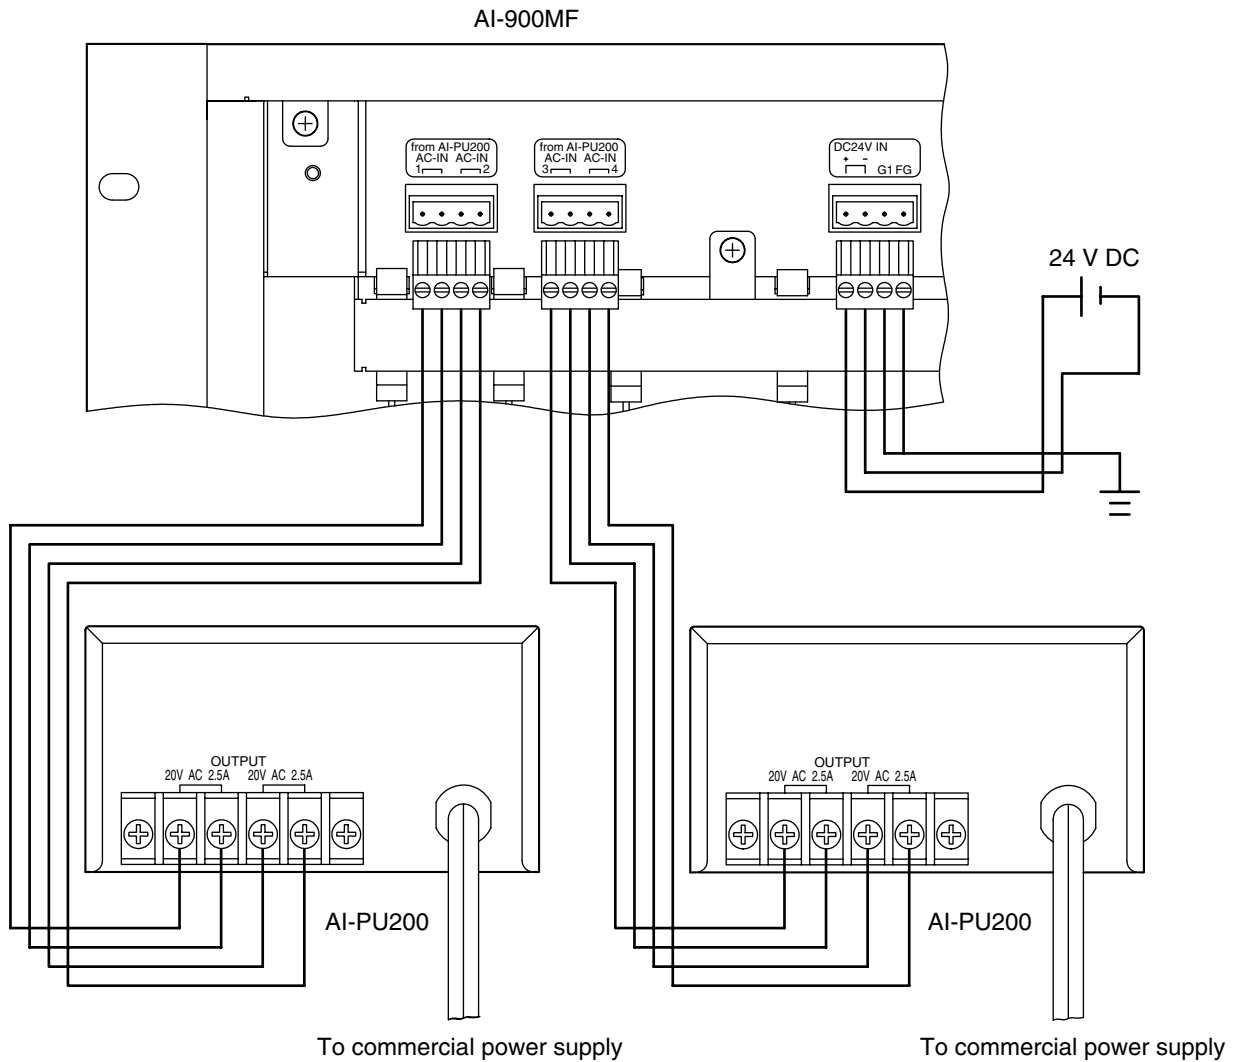 AI-900MF
from AI-PU200
AC-IN AC-IN
1 2
from AI-PU200
AC-IN AC-IN
3 4
DC24V IN
+ -
G1 FG
24 V DC
OUTPUT
20V AC 2.5A 20V AC 2.5A
OUTPUT
20V AC 2.5A 20V AC 2.5A
AI-PU200
AI-PU200
To commercial power supply
To commercial power supply